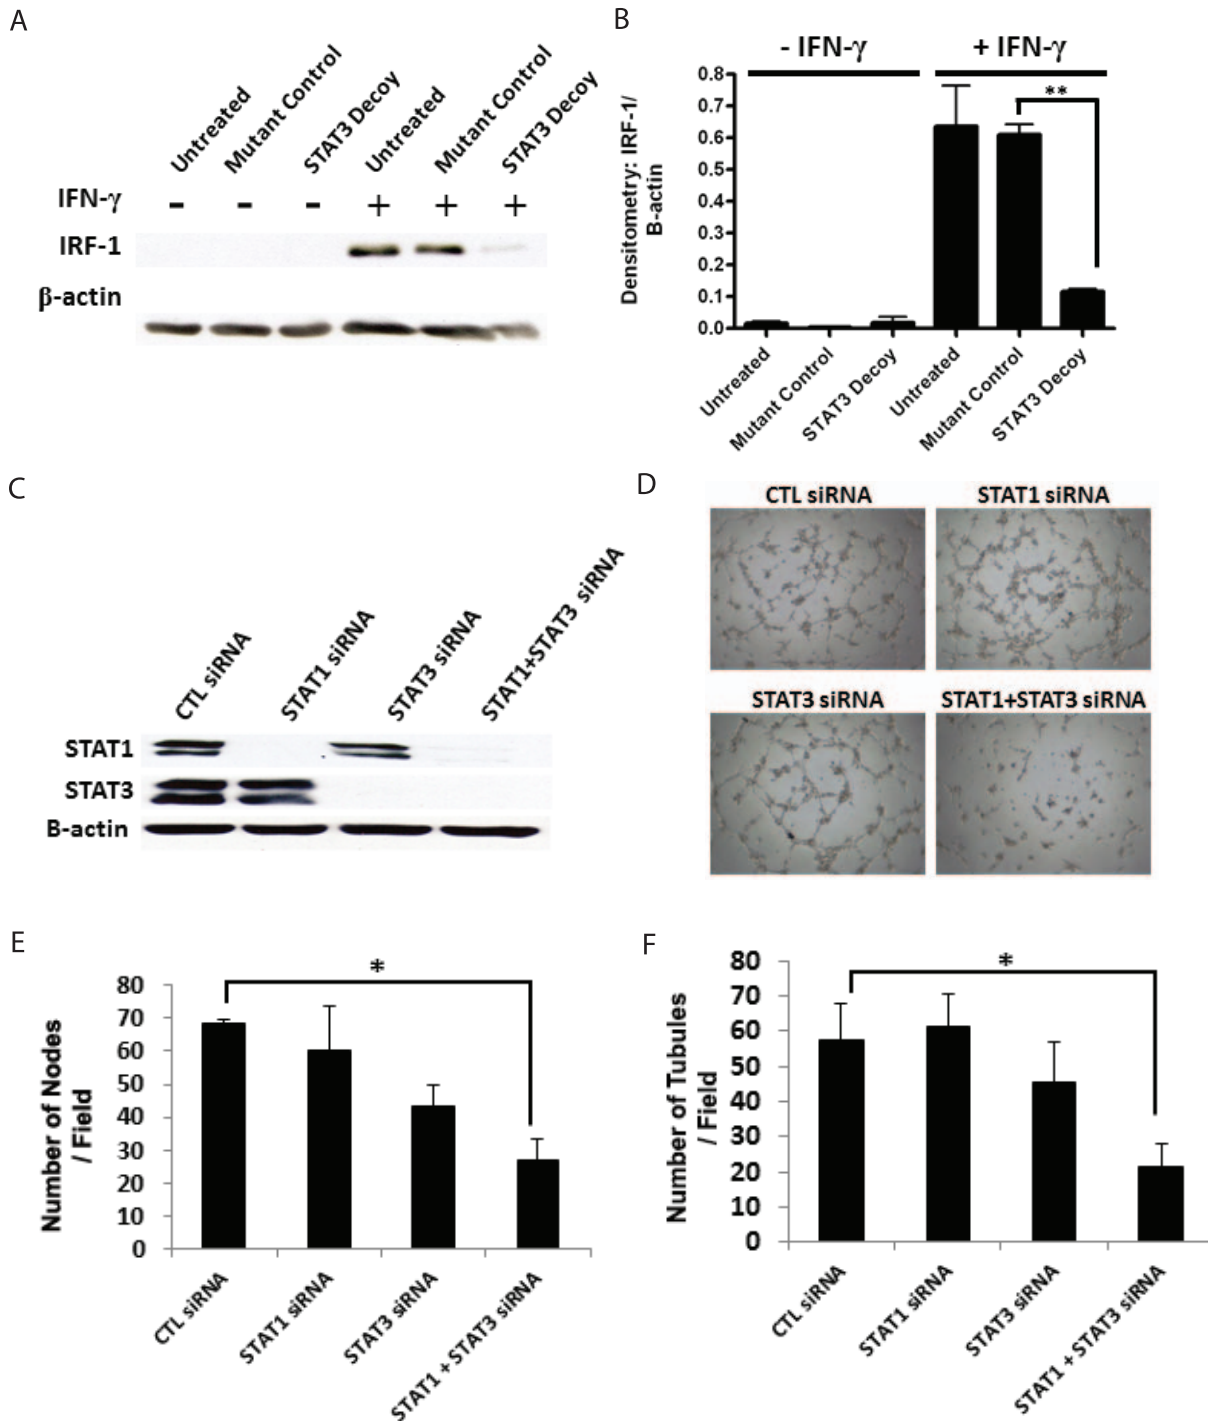 A
Untreated
Mutant Control
STAT3 Decoy
Untreated
Mutant Control
STAT3 Decoy
IFN-γ - - - + + +
IRF-1
β-actin
B
- IFN-γ
+ IFN-γ
**
Densitometry: IRF-1/
B-actin
0.8
0.7
0.6
0.5
0.4
0.3
0.2
0.1
0.0
Untreated
Mutant Control
STAT3 Decoy
Untreated
Mutant Control
STAT3 Decoy
C
CTL siRNA
STAT1 siRNA
STAT3 siRNA
STAT1+STAT3 siRNA
STAT1
STAT3
B-actin
D
CTL siRNA
STAT1 siRNA
STAT3 siRNA
STAT1+STAT3 siRNA
E
*
Number of Nodes
/ Field
80
70
60
50
40
30
20
10
0
CTL siRNA
STAT1 siRNA
STAT3 siRNA
STAT1 + STAT3 siRNA
F
*
Number of Tubules
/ Field
80
70
60
50
40
30
20
10
0
CTL siRNA
STAT1 siRNA
STAT3 siRNA
STAT1 + STAT3 siRNA